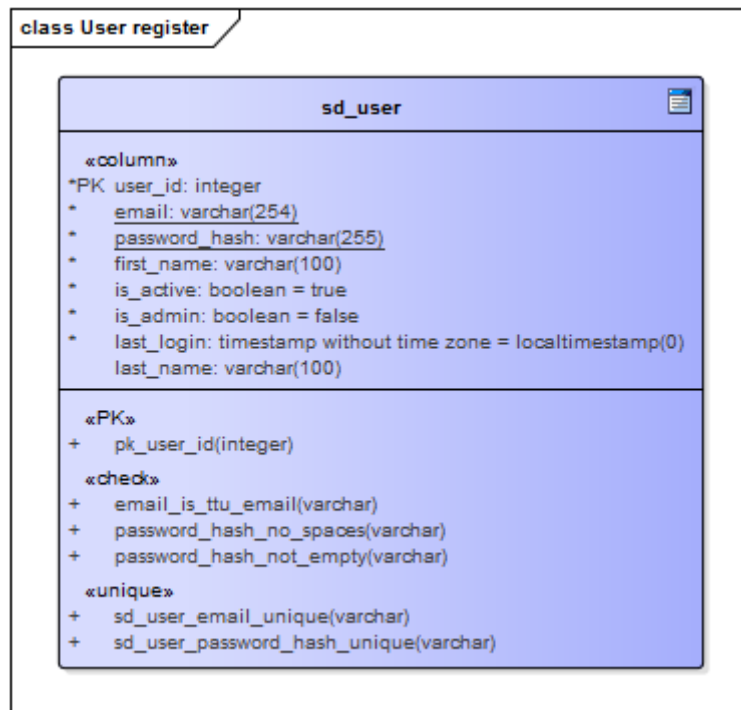 class User register
sd_user
«column»
*PK user_id: integer
* email: varchar(254)
* password_hash: varchar(255)
* first_name: varchar(100)
* is_active: boolean = true
* is_admin: boolean = false
* last_login: timestamp without time zone = localtimestamp(0)
last_name: varchar(100)
«PK»
+ pk_user_id(integer)
«check»
+ email_is_ttu_email(varchar)
+ password_hash_no_spaces(varchar)
+ password_hash_not_empty(varchar)
«unique»
+ sd_user_email_unique(varchar)
+ sd_user_password_hash_unique(varchar)